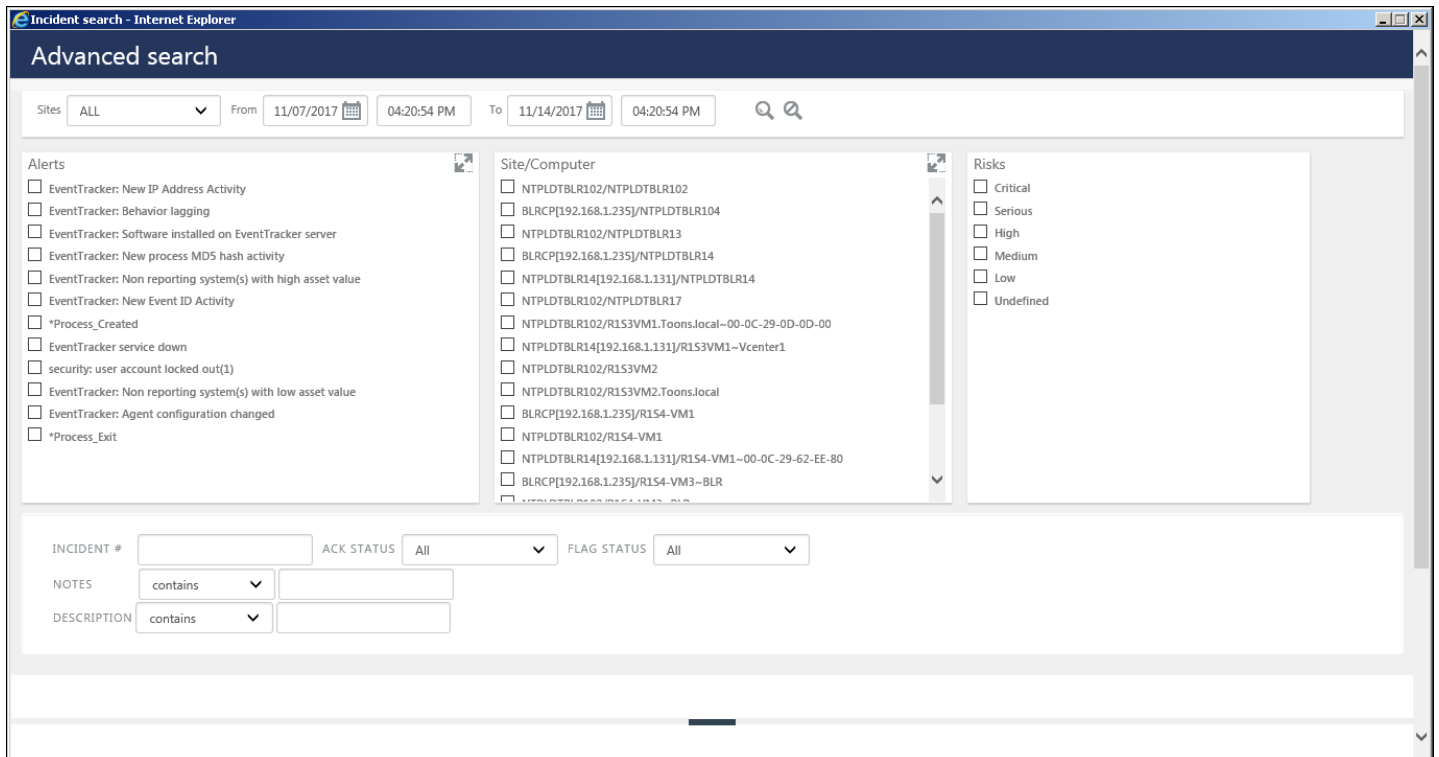 Incident search - Internet Explorer
Advanced search
Sites ALL From 11/07/2017 04:20:54 PM To 11/14/2017 04:20:54 PM
Alerts
EventTracker: New IP Address Activity
EventTracker: Behavior lagging
EventTracker: Software installed on EventTracker server
EventTracker: New process MD5 hash activity
EventTracker: Non reporting system(s) with high asset value
EventTracker: New Event ID Activity
*Process_Created
EventTracker service down
security: user account locked out(1)
EventTracker: Non reporting system(s) with low asset value
EventTracker: Agent configuration changed
*Process_Exit
Site/Computer
NTPLDTBLR102/NTPLDTBLR102
BLRCP[192.168.1.235]/NTPLDTBLR104
NTPLDTBLR102/NTPLDTBLR13
BLRCP[192.168.1.235]/NTPLDTBLR14
NTPLDTBLR14[192.168.1.131]/NTPLDTBLR14
NTPLDTBLR102/NTPLDTBLR17
NTPLDTBLR102/R1S3VM1.Toons.local~00-0C-29-0D-0D-00
NTPLDTBLR14[192.168.1.131]/R1S3VM1~Vcenter1
NTPLDTBLR102/R1S3VM2
NTPLDTBLR102/R1S3VM2.Toons.local
BLRCP[192.168.1.235]/R1S4-VM1
NTPLDTBLR102/R1S4-VM1
NTPLDTBLR14[192.168.1.131]/R1S4-VM1~00-0C-29-62-EE-80
BLRCP[192.168.1.235]/R1S4-VM3~BLR
Risks
Critical
Serious
High
Medium
Low
Undefined
INCIDENT # ACK STATUS All FLAG STATUS All
NOTES contains
DESCRIPTION contains